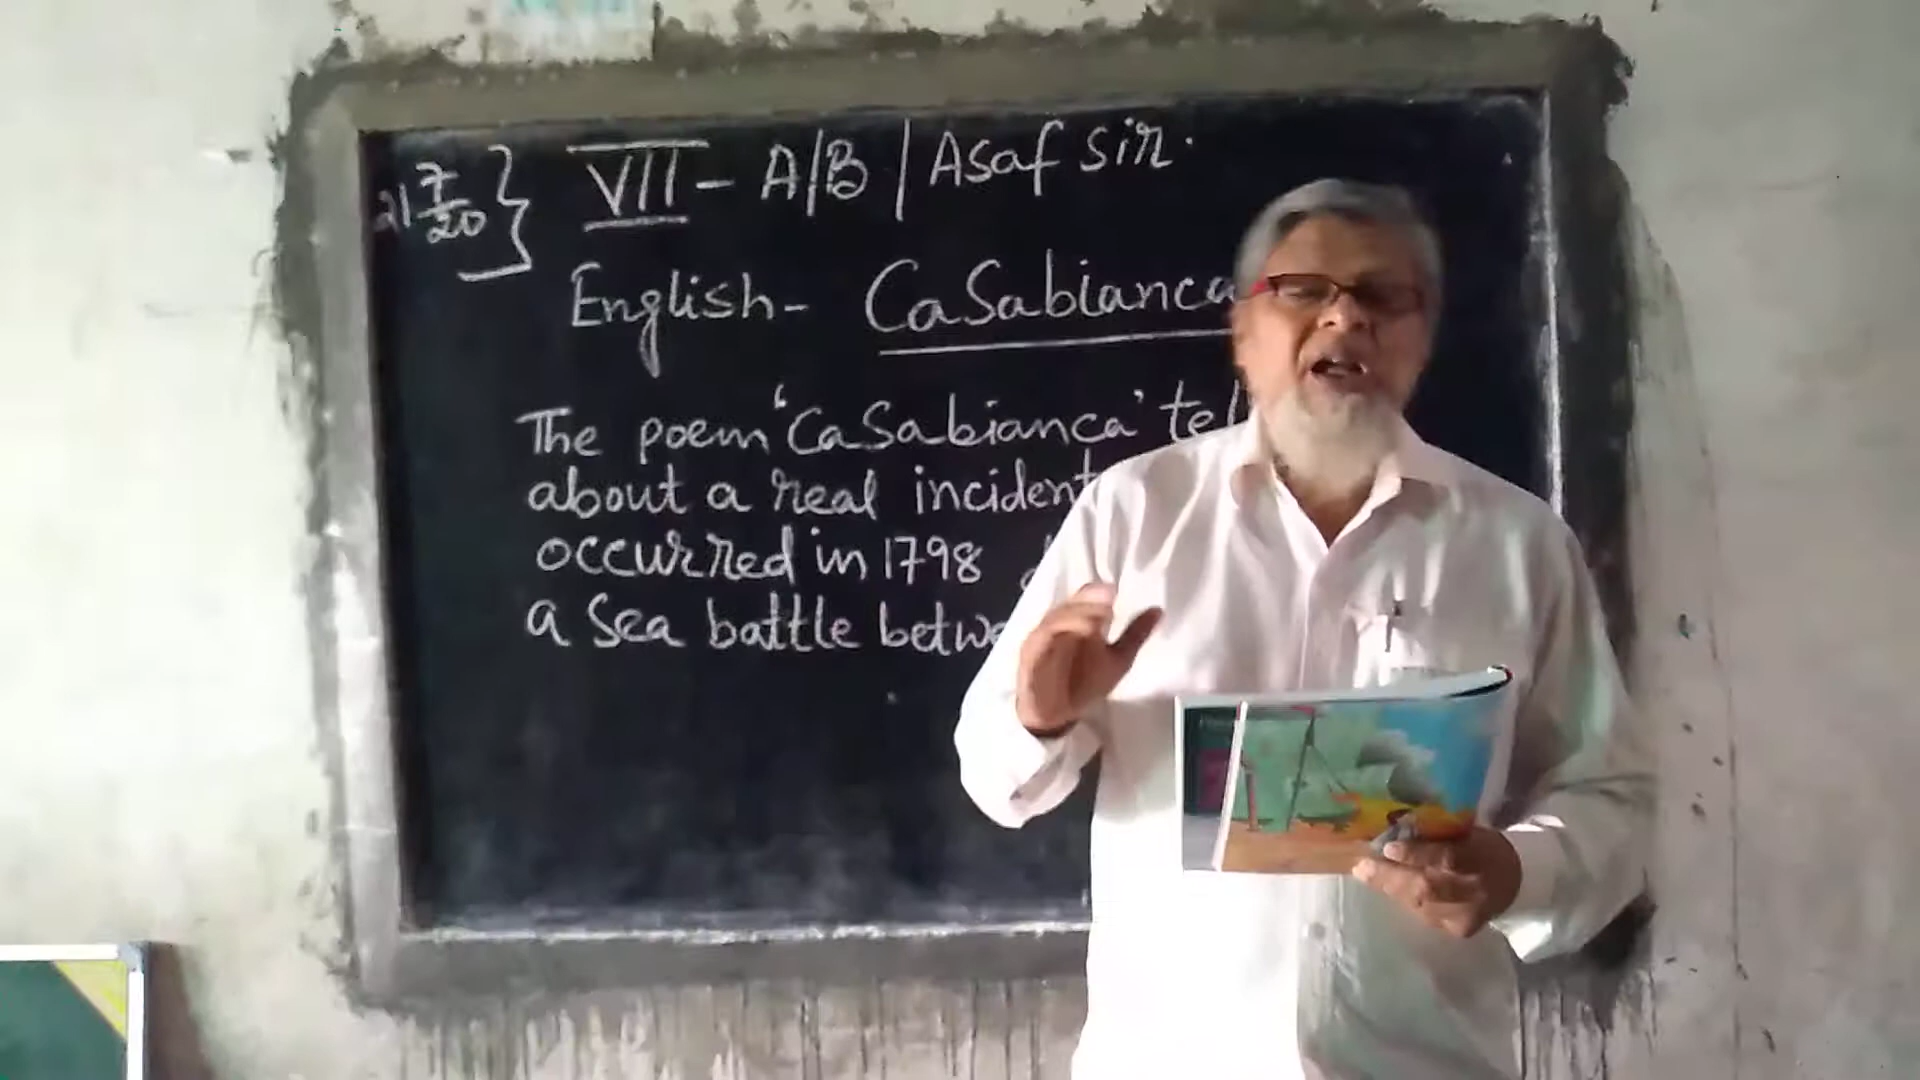 21 7/20 } VII - A/B / Asaf sir.
English - Casabianca
The poem 'Casabianca' tel
about a real incident
occurred in 1798
a Sea battle betwe